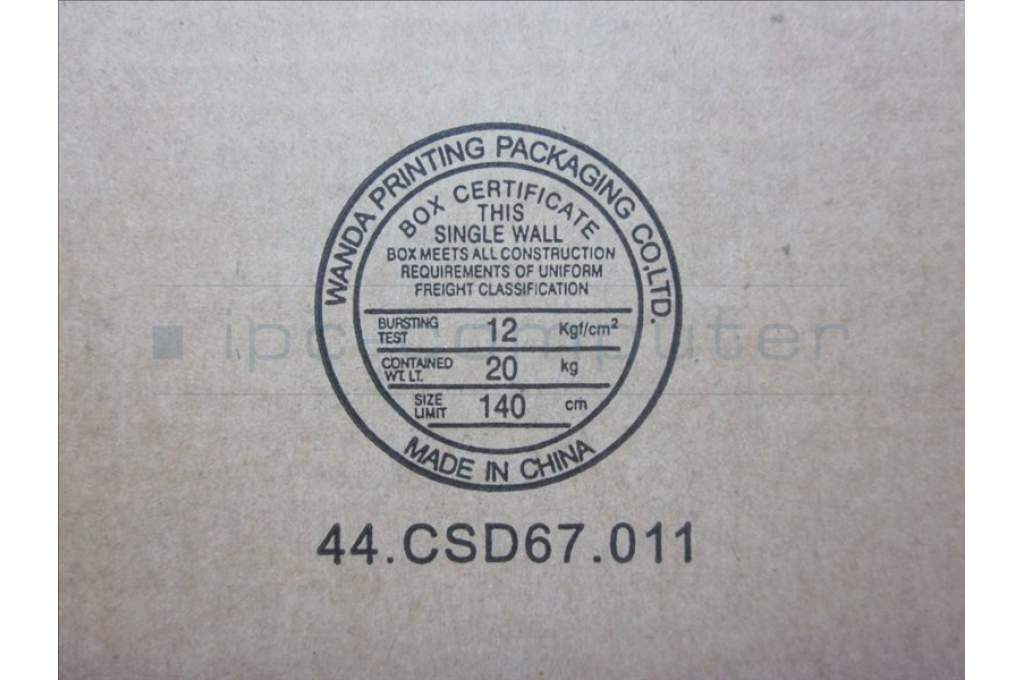 WANDA PRINTING PACKAGING CO.,LTD.
BOX CERTIFICATE
THIS
SINGLE WALL
BOX MEETS ALL CONSTRUCTION
REQUIREMENTS OF UNIFORM
FREIGHT CLASSIFICATION
BURSTING TEST 12 Kgf/cm²
CONTAINED WT. LT. 20 kg
SIZE LIMIT 140 cm
MADE IN CHINA
ipc-computer
44.CSD67.011